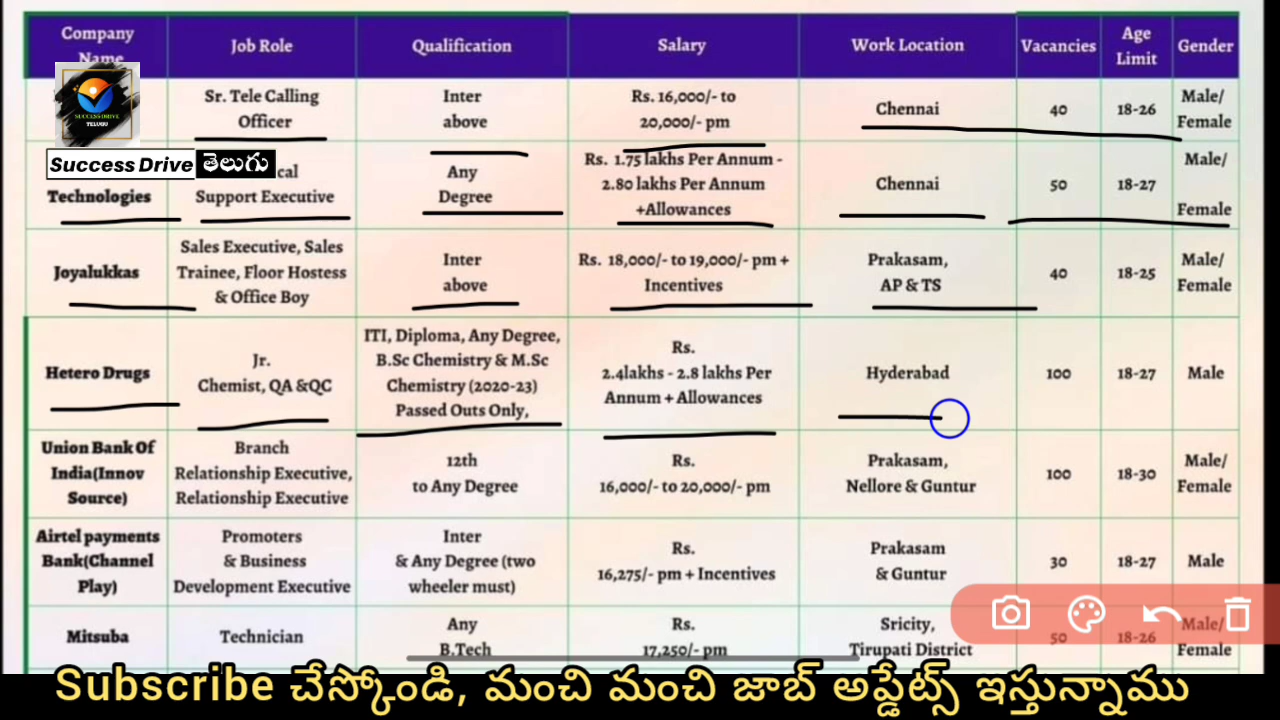 Company Name
Job Role
Qualification
Salary
Work Location
Vacancies
Age Limit
Gender
SUCCESS DRIVE
TELUGU
Sr. Tele Calling
Officer
Inter
above
Rs. 16,000/- to
20,000/- pm
Chennai
40
18-26
Male/
Female
Success Drive తెలుగు
Technologies
cal
Support Executive
Any
Degree
Rs. 1.75 lakhs Per Annum -
2.80 lakhs Per Annum
+Allowances
Chennai
50
18-27
Male/
Female
Joyalukkas
Sales Executive, Sales
Trainee, Floor Hostess
& Office Boy
Inter
above
Rs. 18,000/- to 19,000/- pm +
Incentives
Prakasam,
AP & TS
40
18-25
Male/
Female
Hetero Drugs
Jr.
Chemist, QA &QC
ITI, Diploma, Any Degree,
B.Sc Chemistry & M.Sc
Chemistry (2020-23)
Passed Outs Only,
Rs.
2.4lakhs - 2.8 lakhs Per
Annum + Allowances
Hyderabad
100
18-27
Male
Union Bank Of
India(Innov
Source)
Branch
Relationship Executive,
Relationship Executive
12th
to Any Degree
Rs.
16,000/- to 20,000/- pm
Prakasam,
Nellore & Guntur
100
18-30
Male/
Female
Airtel payments
Bank(Channel
Play)
Promoters
& Business
Development Executive
Inter
& Any Degree (two
wheeler must)
Rs.
16,275/- pm + Incentives
Prakasam
& Guntur
30
18-27
Male
Mitsuba
Technician
Any
B.Tech
Rs.
17,250/- pm
Sricity,
Tirupati District
50
18-26
Male/
Female
Subscribe చేస్కోండి, మంచి మంచి జాబ్ అప్డేట్స్ ఇస్తున్నాము